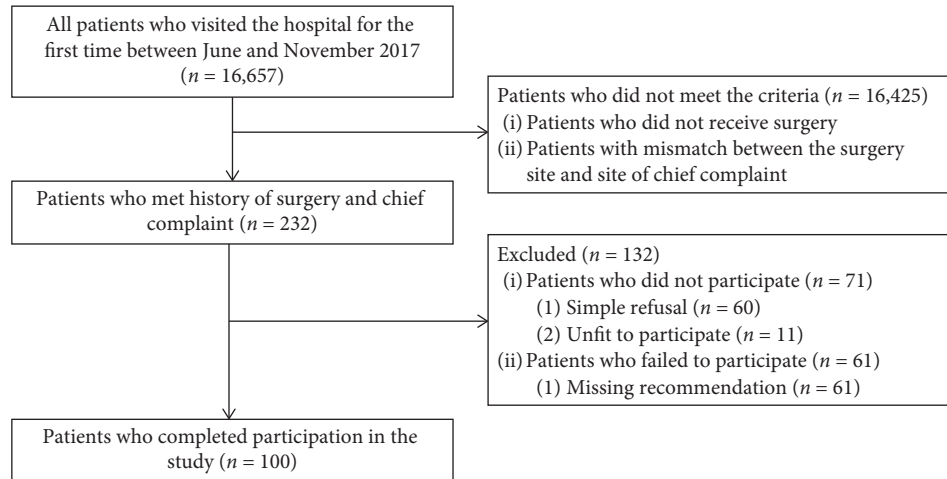 All patients who visited the hospital for the
first time between June and November 2017
(n = 16,657)
Patients who did not meet the criteria (n = 16,425)
(i) Patients who did not receive surgery
(ii) Patients with mismatch between the surgery
site and site of chief complaint
Patients who met history of surgery and chief
complaint (n = 232)
Excluded (n = 132)
(i) Patients who did not participate (n = 71)
(1) Simple refusal (n = 60)
(2) Unfit to participate (n = 11)
(ii) Patients who failed to participate (n = 61)
(1) Missing recommendation (n = 61)
Patients who completed participation in the
study (n = 100)